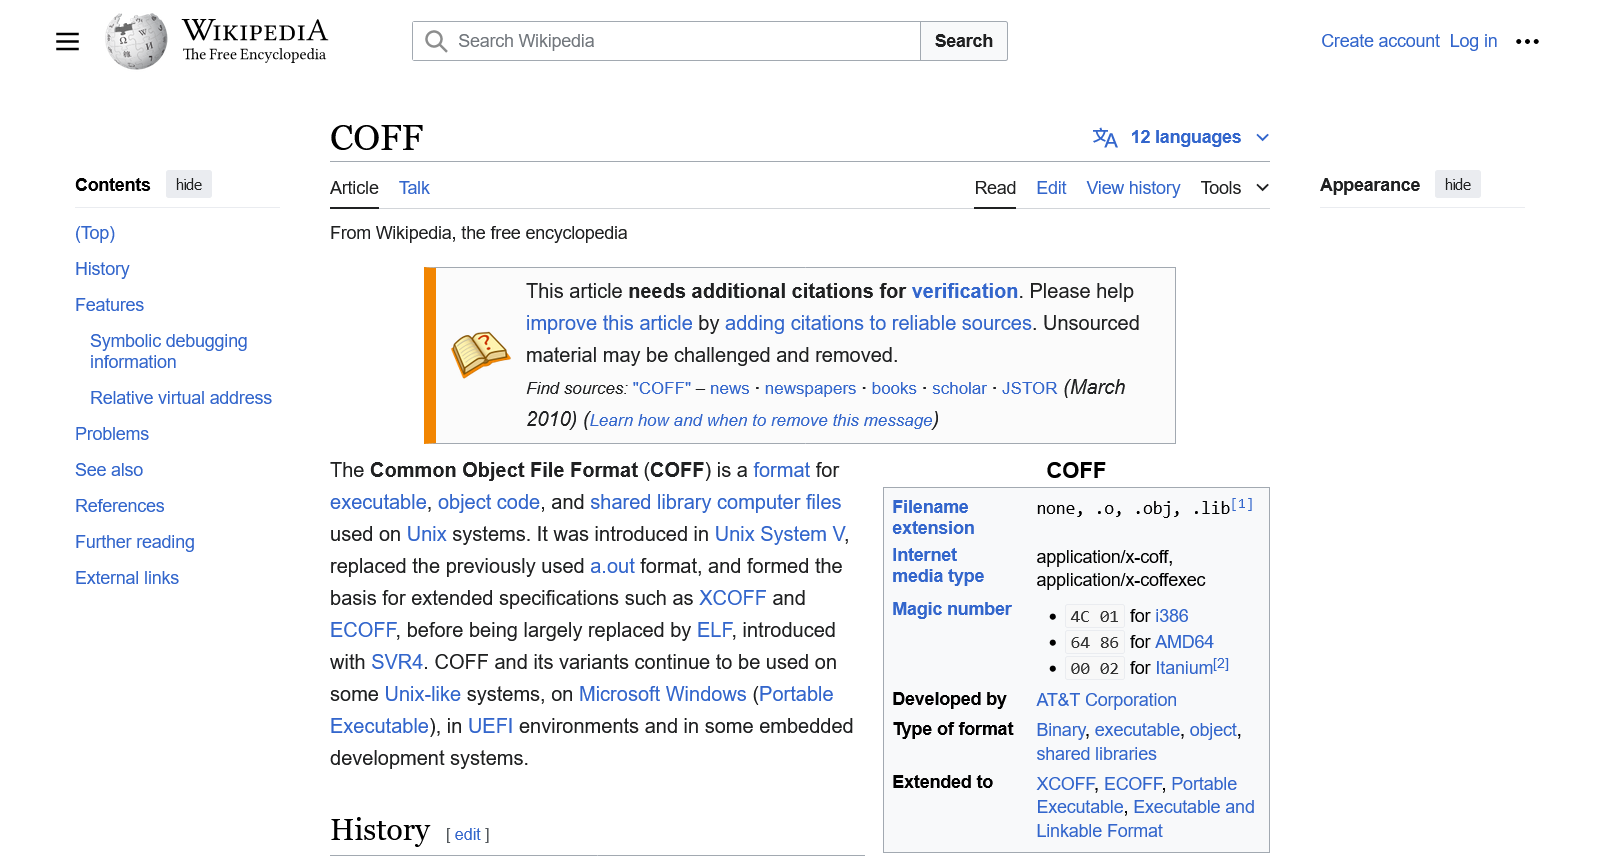 WIKIPEDIA
The Free Encyclopedia
Search Wikipedia
Search
Create account Log in
COFF
12 languages
Contents hide
(Top)
History
Features
Symbolic debugging
information
Relative virtual address
Problems
See also
References
Further reading
External links
Article Talk
Read Edit View history Tools
Appearance hide
From Wikipedia, the free encyclopedia
This article needs additional citations for verification. Please help
improve this article by adding citations to reliable sources. Unsourced
material may be challenged and removed.
Find sources: "COFF" – news · newspapers · books · scholar · JSTOR (March
2010) (Learn how and when to remove this message)
The Common Object File Format (COFF) is a format for
executable, object code, and shared library computer files
used on Unix systems. It was introduced in Unix System V,
replaced the previously used a.out format, and formed the
basis for extended specifications such as XCOFF and
ECOFF, before being largely replaced by ELF, introduced
with SVR4. COFF and its variants continue to be used on
some Unix-like systems, on Microsoft Windows (Portable
Executable), in UEFI environments and in some embedded
development systems.
COFF
Filename
extension
none, .o, .obj, .lib[1]
Internet
media type
application/x-coff,
application/x-coffexec
Magic number
• 4C 01 for i386
• 64 86 for AMD64
• 00 02 for Itanium[2]
Developed by AT&T Corporation
Type of format Binary, executable, object,
shared libraries
Extended to XCOFF, ECOFF, Portable
Executable, Executable and
Linkable Format
History [ edit ]